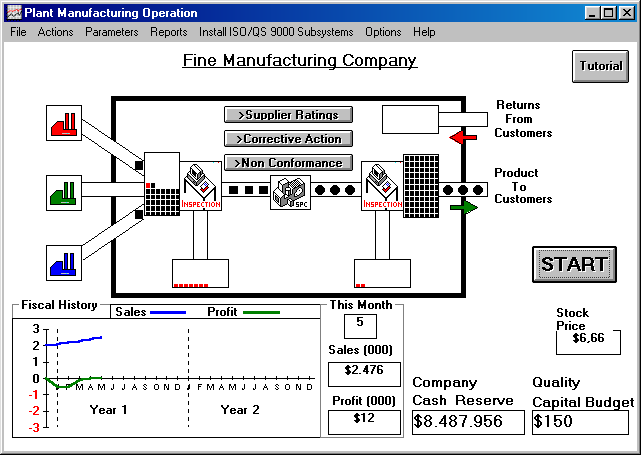 Plant Manufacturing Operation
File Actions Parameters Reports Install ISO/QS 9000 Subsystems Options Help
Fine Manufacturing Company
Tutorial
>Supplier Ratings
>Corrective Action
>Non Conformance
Returns
From
Customers
Product
To
Customers
INSPECTION
SPC
INSPECTION
START
Fiscal History
Sales
Profit
3
2
1
0
-1
-2
-3
M A M J J A S O N D J F M A M J J A S O N D
Year 1
Year 2
This Month
5
Sales (000)
$2.476
Profit (000)
$12
Stock
Price
$6,66
Company
Cash Reserve
$8.487.956
Quality
Capital Budget
$150